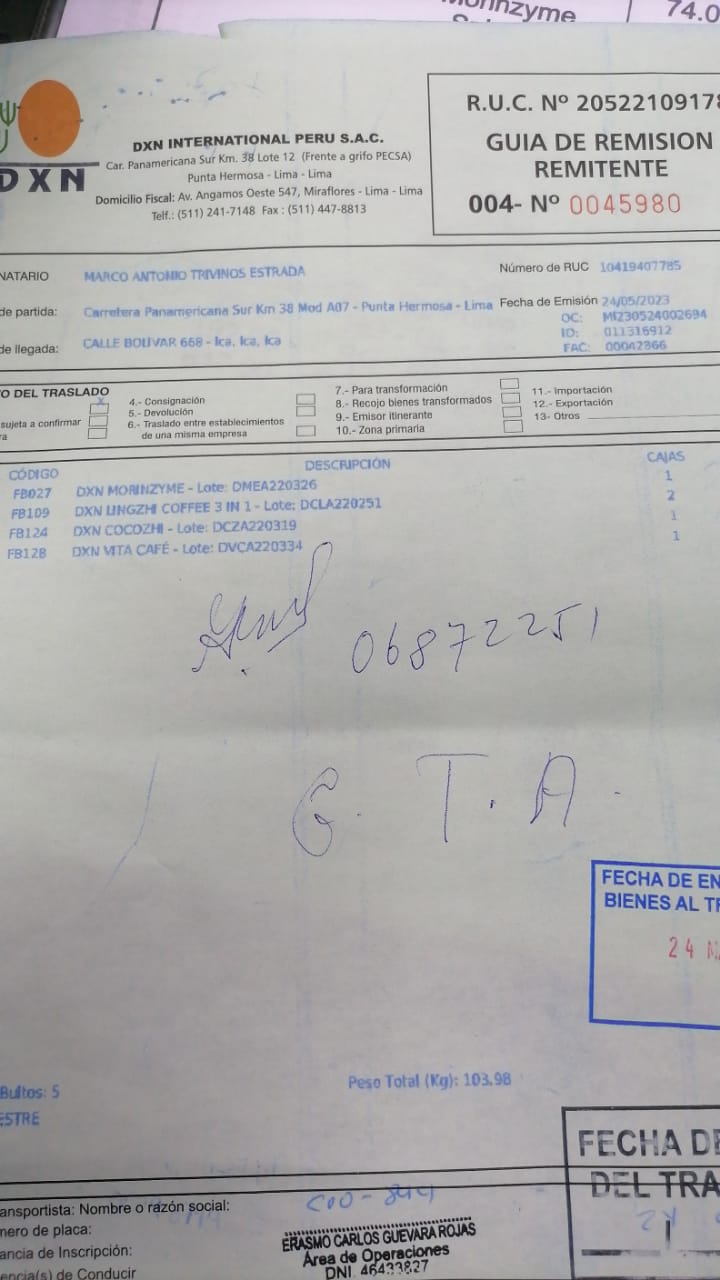 Morinzyme
74.0
DXN
DXN INTERNATIONAL PERU S.A.C.
Car. Panamericana Sur Km. 38 Lote 12 (Frente a grifo PECSA)
Punta Hermosa - Lima - Lima
Domicilio Fiscal: Av. Angamos Oeste 547, Miraflores - Lima - Lima
Telf.: (511) 241-7148 Fax : (511) 447-8813
R.U.C. Nº 2052210917
GUIA DE REMISION
REMITENTE
004- Nº 0045980
NATARIO MARCO ANTONIO TRIVINOS ESTRADA
Número de RUC 10419407785
de partida: Carretera Panamericana Sur Km 38 Mod A07 - Punta Hermosa - Lima
Fecha de Emisión 24/05/2023
OC: MI230524002694
IO: 011316912
FAC: 00042866
de llegada: CALLE BOLIVAR 668 - Ica, Ica, Ica
O DEL TRASLADO
X
sujeta a confirmar
ra
4.- Consignación
5.- Devolución
6.- Traslado entre establecimientos
de una misma empresa
7.- Para transformación
8.- Recojo bienes transformados
9.- Emisor itinerante
10.- Zona primaria
11.- Importación
12.- Exportación
13- Otros
CÓDIGO DESCRIPCIÓN CAJAS
FB027 DXN MORINZYME - Lote: DMEA220326 1
FB109 DXN LINGZHI COFFEE 3 IN 1 - Lote: DCLA220251 2
FB124 DXN COCOZHI - Lote: DCZA220319 1
FB128 DXN VITA CAFÉ - Lote: DVCA220334 1
06872251
G. T. A.
FECHA DE EN
BIENES AL TR
24 M
Bultos: 5
Peso Total (Kg): 103.98
ESTRE
FECHA DE
DEL TRA
24
ansportista: Nombre o razón social:
mero de placa:
ancia de Inscripción:
encia(s) de Conducir
ERASMO CARLOS GUEVARA ROJAS
Área de Operaciones
DNI. 46433827